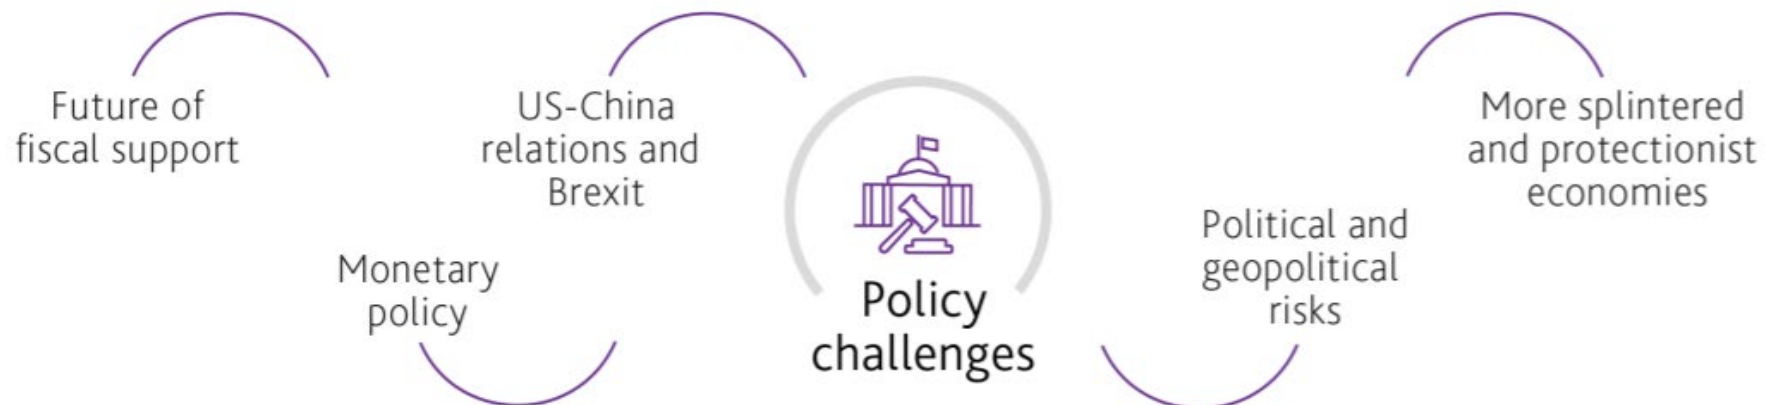 Future of
fiscal support
Monetary
policy
US-China
relations and
Brexit
Policy
challenges
Political and
geopolitical
risks
More splintered
and protectionist
economies